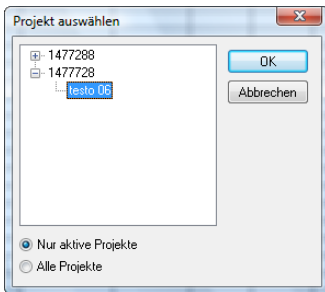 Projekt auswählen
1477288
1477728
testo 06
OK
Abbrechen
Nur aktive Projekte
Alle Projekte